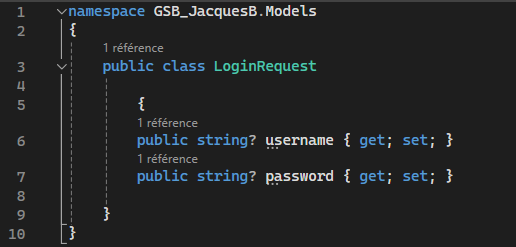 1 namespace GSB_JacquesB.Models
2 {
1 référence
3 public class LoginRequest
4
5 {
1 référence
6 public string? username { get; set; }
1 référence
7 public string? password { get; set; }
8
9 }
10 }